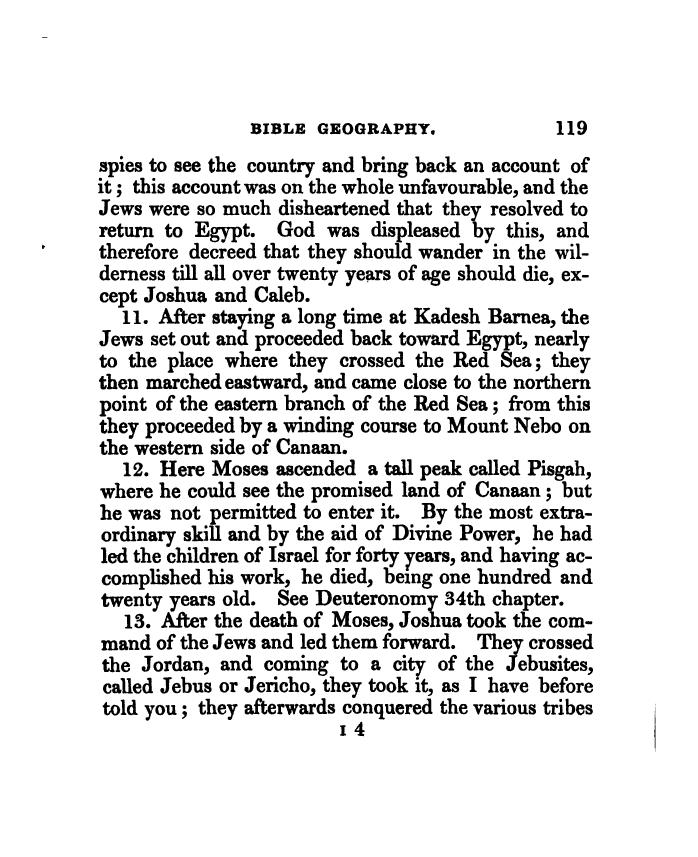 BIBLE GEOGRAPHY. 119
spies to see the country and bring back an account of
it ; this account was on the whole unfavourable, and the
Jews were so much disheartened that they resolved to
return to Egypt. God was displeased by this, and
therefore decreed that they should wander in the wil-
derness till all over twenty years of age should die, ex-
cept Joshua and Caleb.
11. After staying a long time at Kadesh Barnea, the
Jews set out and proceeded back toward Egypt, nearly
to the place where they crossed the Red Sea ; they
then marched eastward, and came close to the northern
point of the eastern branch of the Red Sea ; from this
they proceeded by a winding course to Mount Nebo on
the western side of Canaan.
12. Here Moses ascended a tall peak called Pisgah,
where he could see the promised land of Canaan ; but
he was not permitted to enter it. By the most extra-
ordinary skill and by the aid of Divine Power, he had
led the children of Israel for forty years, and having ac-
complished his work, he died, being one hundred and
twenty years old. See Deuteronomy 34th chapter.
13. After the death of Moses, Joshua took the com-
mand of the Jews and led them forward. They crossed
the Jordan, and coming to a city of the Jebusites,
called Jebus or Jericho, they took it, as I have before
told you ; they afterwards conquered the various tribes
I 4